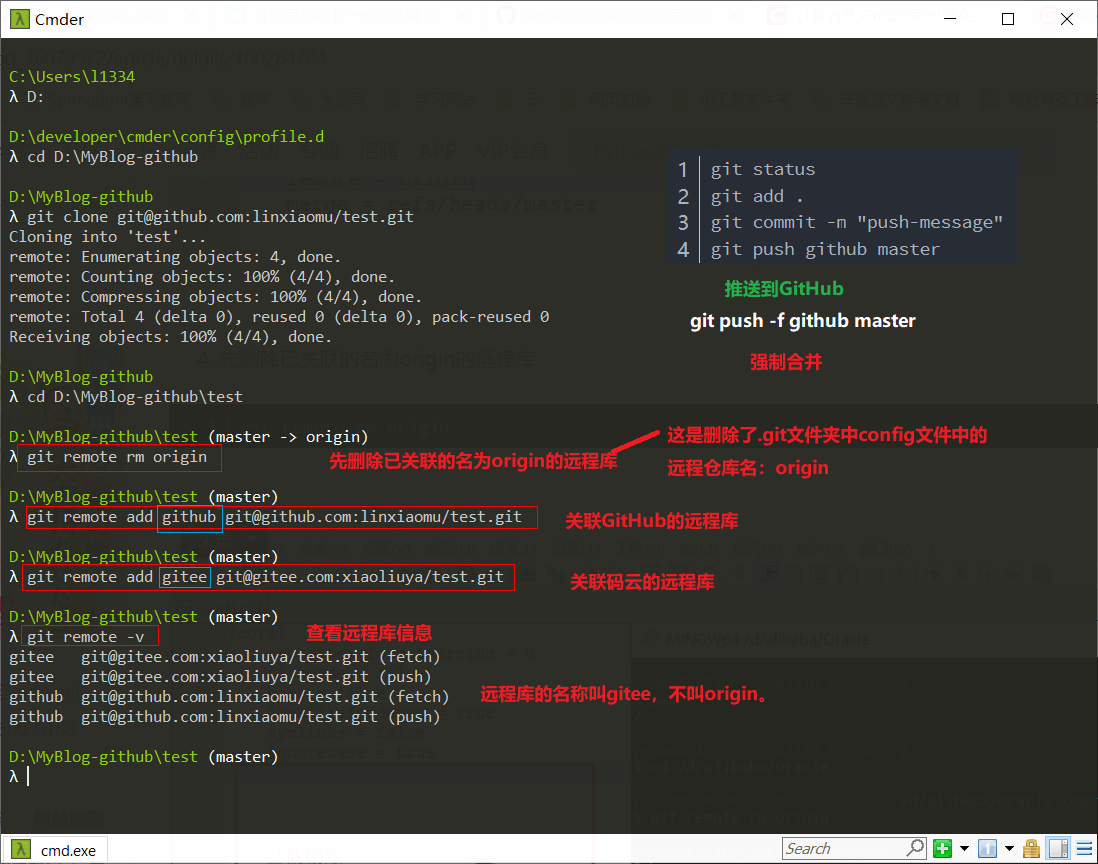 Cmder
C:\Users\l1334
λ D:
D:\developer\cmder\config\profile.d
λ cd D:\MyBlog-github
D:\MyBlog-github
λ git clone git@github.com:linxiaomu/test.git
Cloning into 'test'...
remote: Enumerating objects: 4, done.
remote: Counting objects: 100% (4/4), done.
remote: Compressing objects: 100% (4/4), done.
remote: Total 4 (delta 0), reused 0 (delta 0), pack-reused 0
Receiving objects: 100% (4/4), done.
1 git status
2 git add .
3 git commit -m "push-message"
4 git push github master
推送到GitHub
git push -f github master
强制合并
D:\MyBlog-github
λ cd D:\MyBlog-github\test
D:\MyBlog-github\test (master -> origin)
λ git remote rm origin
先删除已关联的名为origin的远程库
这是删除了.git文件夹中config文件中的
远程仓库名：origin
D:\MyBlog-github\test (master)
λ git remote add github git@github.com:linxiaomu/test.git
关联GitHub的远程库
D:\MyBlog-github\test (master)
λ git remote add gitee git@gitee.com:xiaoliuya/test.git
关联码云的远程库
D:\MyBlog-github\test (master)
λ git remote -v
查看远程库信息
gitee git@gitee.com:xiaoliuya/test.git (fetch)
gitee git@gitee.com:xiaoliuya/test.git (push)
github git@github.com:linxiaomu/test.git (fetch)
github git@github.com:linxiaomu/test.git (push)
远程库的名称叫gitee，不叫origin。
D:\MyBlog-github\test (master)
λ
cmd.exe
Search